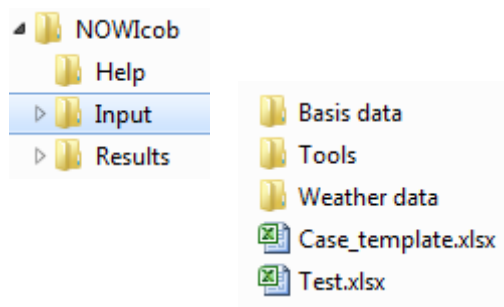 NOWIcob
Help
Input
Results
Basis data
Tools
Weather data
Case_template.xlsx
Test.xlsx